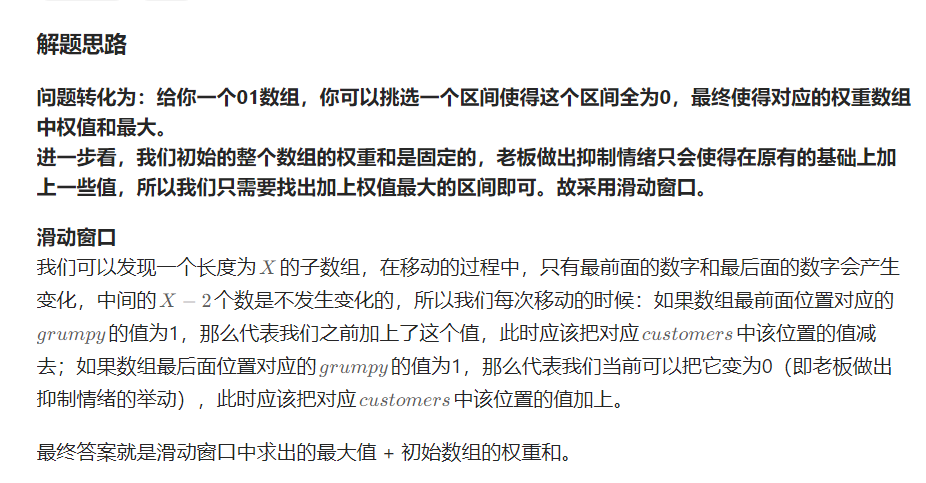 解题思路
问题转化为：给你一个01数组，你可以挑选一个区间使得这个区间全为0，最终使得对应的权重数组
中权值和最大。
进一步看，我们初始的整个数组的权重和是固定的，老板做出抑制情绪只会使得在原有的基础上加
上一些值，所以我们只需要找出加上权值最大的区间即可。故采用滑动窗口。
滑动窗口
我们可以发现一个长度为 X 的子数组，在移动的过程中，只有最前面的数字和最后面的数字会产生
变化，中间的 X − 2 个数是不发生变化的，所以我们每次移动的时候：如果数组最前面位置对应的
grumpy 的值为1，那么代表我们之前加上了这个值，此时应该把对应 customers 中该位置的值减
去；如果数组最后面位置对应的 grumpy 的值为1，那么代表我们当前可以把它变为0（即老板做出
抑制情绪的举动），此时应该把对应 customers 中该位置的值加上。
最终答案就是滑动窗口中求出的最大值 + 初始数组的权重和。